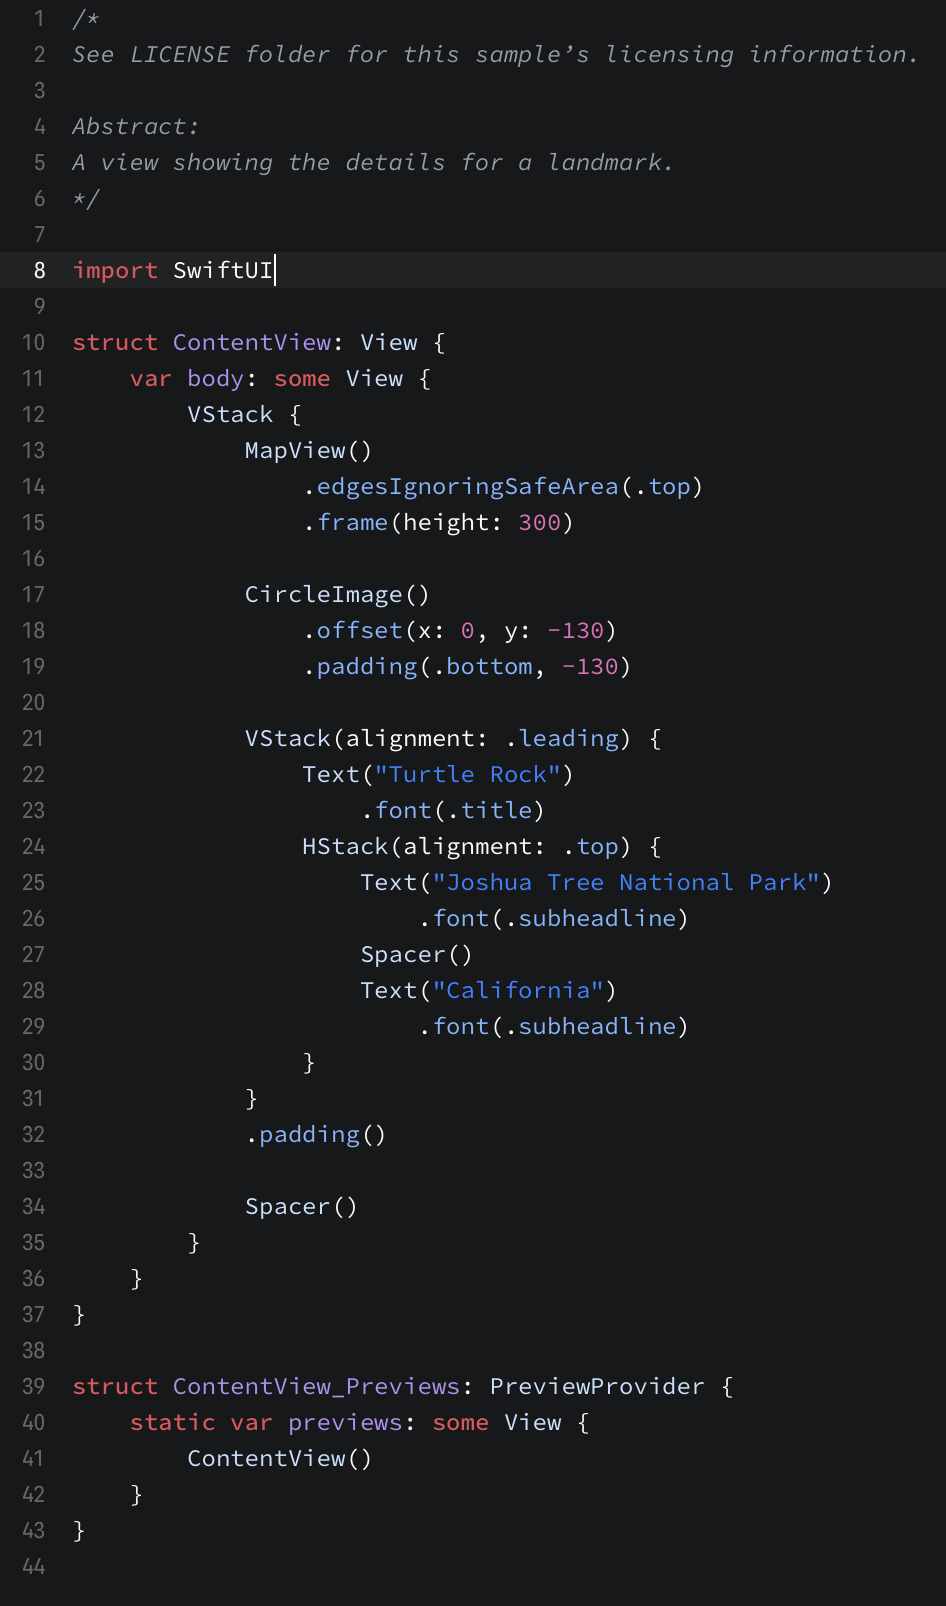 1 /*
2 See LICENSE folder for this sample’s licensing information.
3
4 Abstract:
5 A view showing the details for a landmark.
6 */
7
8 import SwiftUI
9
10 struct ContentView: View {
11     var body: some View {
12         VStack {
13             MapView()
14                 .edgesIgnoringSafeArea(.top)
15                 .frame(height: 300)
16
17             CircleImage()
18                 .offset(x: 0, y: -130)
19                 .padding(.bottom, -130)
20
21             VStack(alignment: .leading) {
22                 Text("Turtle Rock")
23                     .font(.title)
24                 HStack(alignment: .top) {
25                     Text("Joshua Tree National Park")
26                         .font(.subheadline)
27                     Spacer()
28                     Text("California")
29                         .font(.subheadline)
30                 }
31             }
32             .padding()
33
34             Spacer()
35         }
36     }
37 }
38
39 struct ContentView_Previews: PreviewProvider {
40     static var previews: some View {
41         ContentView()
42     }
43 }
44